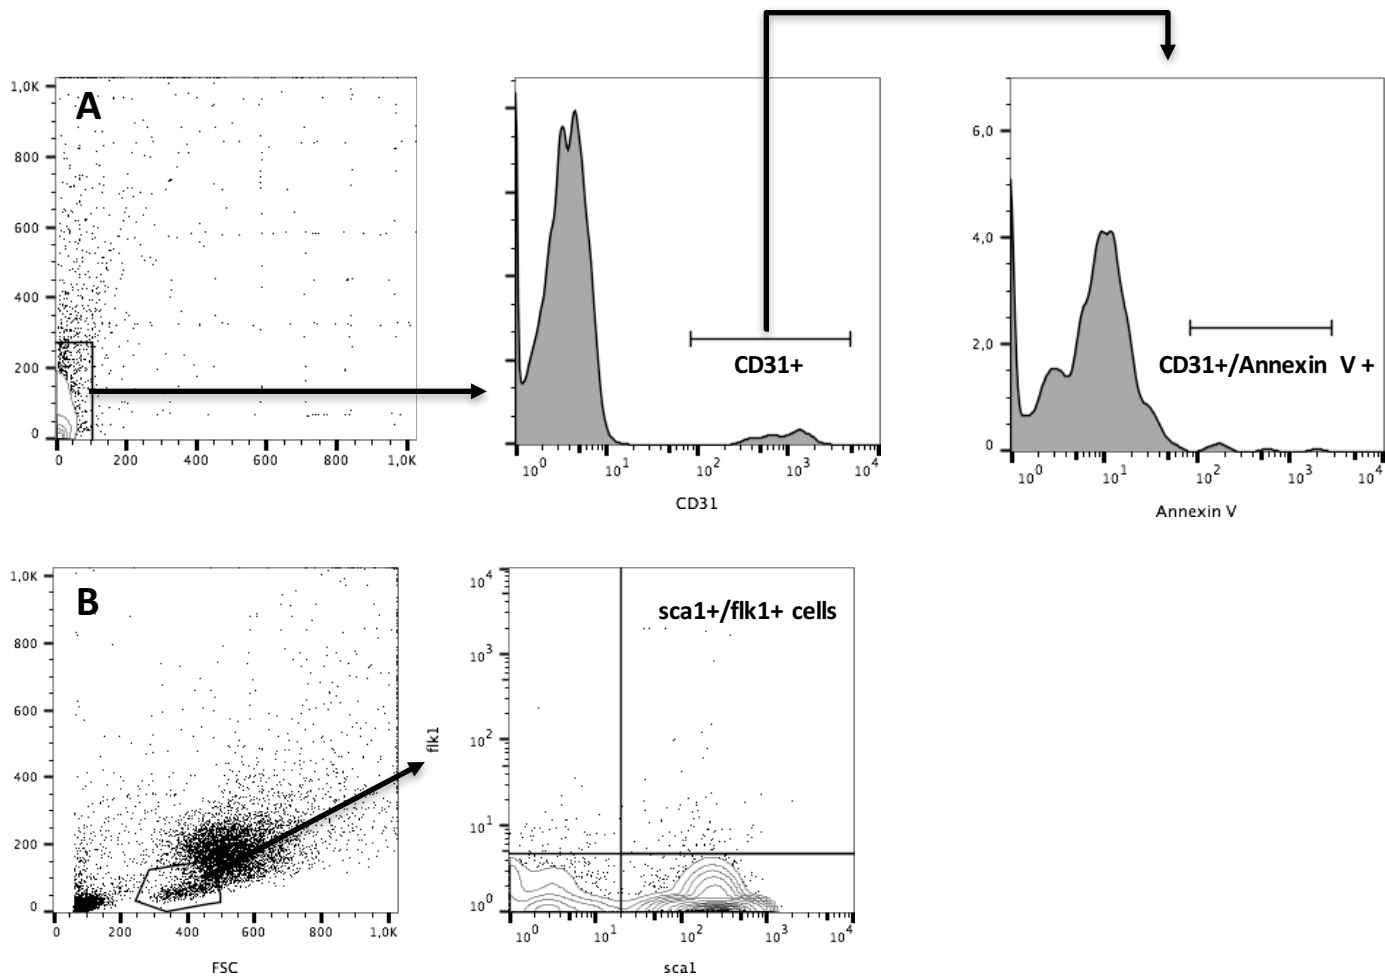 A
1,0K
800
600
400
200
0
0 200 400 600 800 1,0K
CD31+
10^0 10^1 10^2 10^3 10^4
CD31
6,0
4,0
2,0
0
CD31+/Annexin V +
10^0 10^1 10^2 10^3 10^4
Annexin V
B
1,0K
800
600
400
200
0
0 200 400 600 800 1,0K
FSC
flk1
sca1+/flk1+ cells
10^4
10^3
10^2
10^1
10^0
10^0 10^1 10^2 10^3 10^4
sca1